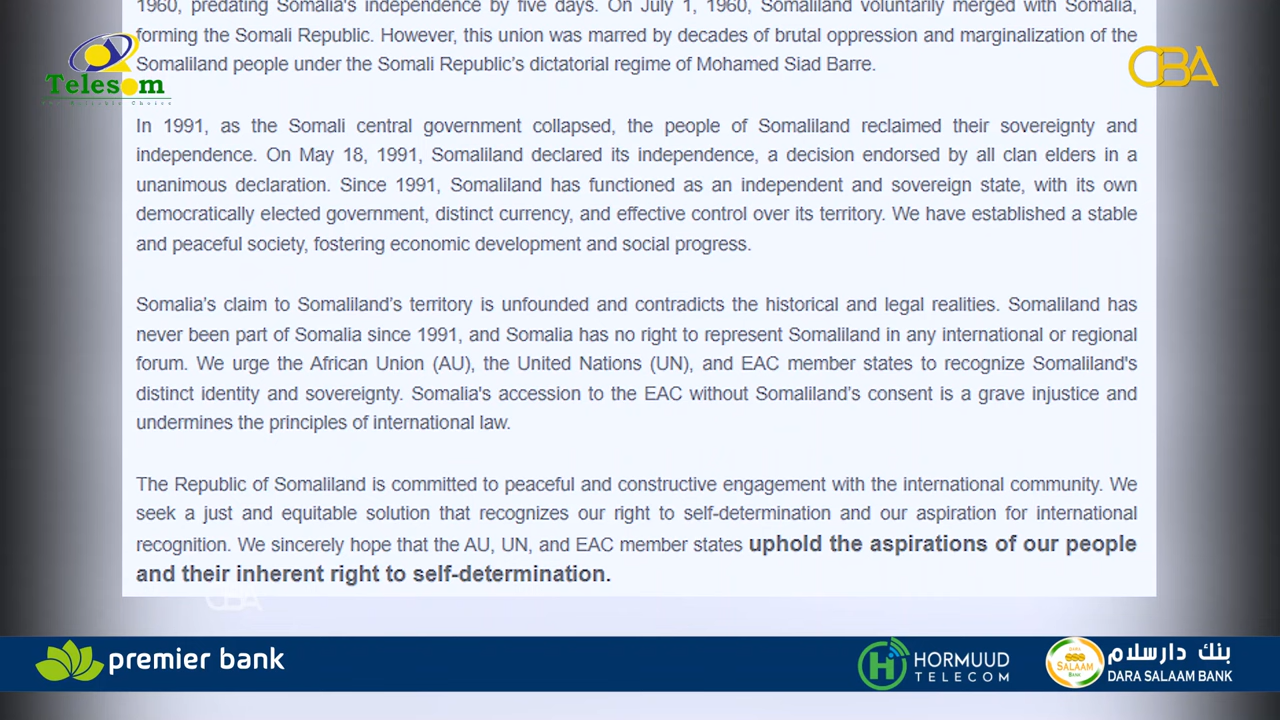 1960, predating Somalia's independence by five days. On July 1, 1960, Somaliland voluntarily merged with Somalia,
forming the Somali Republic. However, this union was marred by decades of brutal oppression and marginalization of the
Somaliland people under the Somali Republic's dictatorial regime of Mohamed Siad Barre.
Telesom
CBA
In 1991, as the Somali central government collapsed, the people of Somaliland reclaimed their sovereignty and
independence. On May 18, 1991, Somaliland declared its independence, a decision endorsed by all clan elders in a
unanimous declaration. Since 1991, Somaliland has functioned as an independent and sovereign state, with its own
democratically elected government, distinct currency, and effective control over its territory. We have established a stable
and peaceful society, fostering economic development and social progress.
Somalia's claim to Somaliland's territory is unfounded and contradicts the historical and legal realities. Somaliland has
never been part of Somalia since 1991, and Somalia has no right to represent Somaliland in any international or regional
forum. We urge the African Union (AU), the United Nations (UN), and EAC member states to recognize Somaliland's
distinct identity and sovereignty. Somalia's accession to the EAC without Somaliland's consent is a grave injustice and
undermines the principles of international law.
The Republic of Somaliland is committed to peaceful and constructive engagement with the international community. We
seek a just and equitable solution that recognizes our right to self-determination and our aspiration for international
recognition. We sincerely hope that the AU, UN, and EAC member states uphold the aspirations of our people
and their inherent right to self-determination.
CBA
premier bank
HORMUUD
TELECOM
DARA
SALAAM
BANK
بنك دارسلام
DARA SALAAM BANK